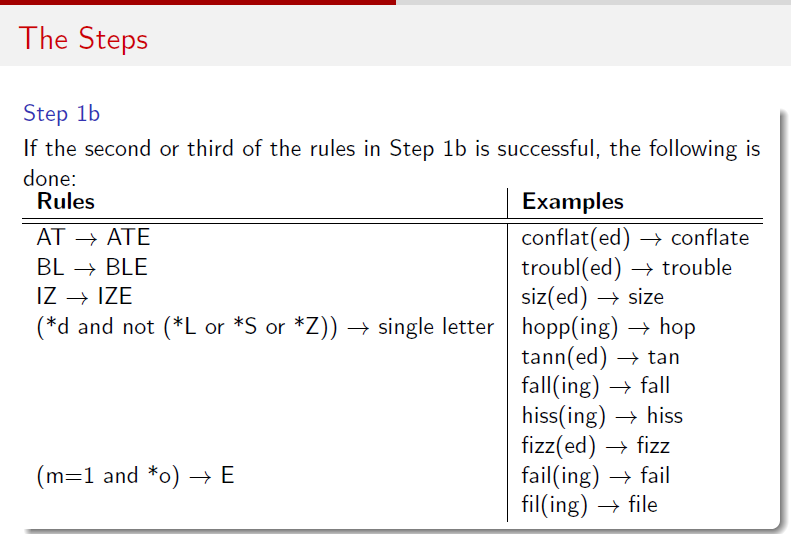 The Steps
Step 1b
If the second or third of the rules in Step 1b is successful, the following is
done:
Rules Examples
AT → ATE conflat(ed) → conflate
BL → BLE troubl(ed) → trouble
IZ → IZE siz(ed) → size
(*d and not (*L or *S or *Z)) → single letter hopp(ing) → hop
tann(ed) → tan
fall(ing) → fall
hiss(ing) → hiss
fizz(ed) → fizz
(m=1 and *o) → E fail(ing) → fail
fil(ing) → file